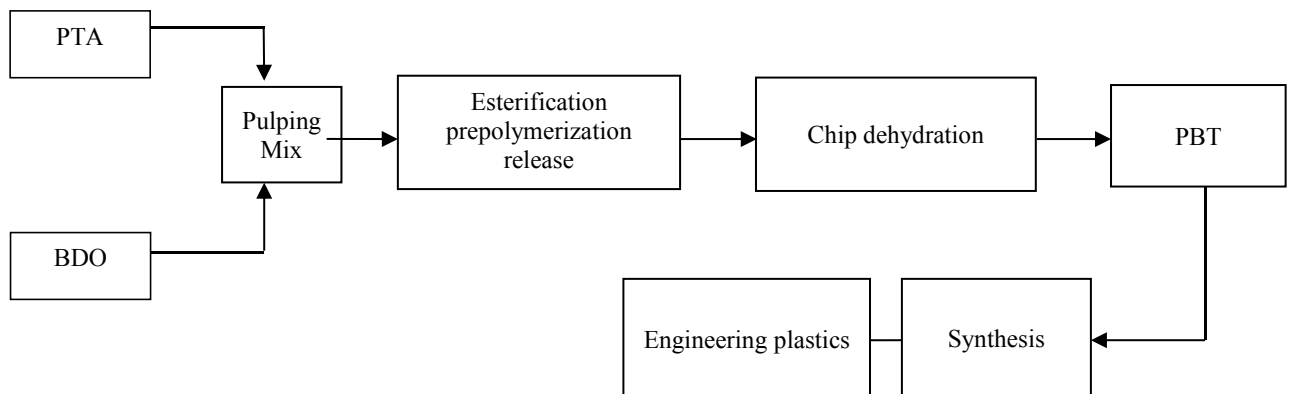 PTA
BDO
Pulping
Mix
Esterification
prepolymerization
release
Chip dehydration
PBT
Engineering plastics
Synthesis